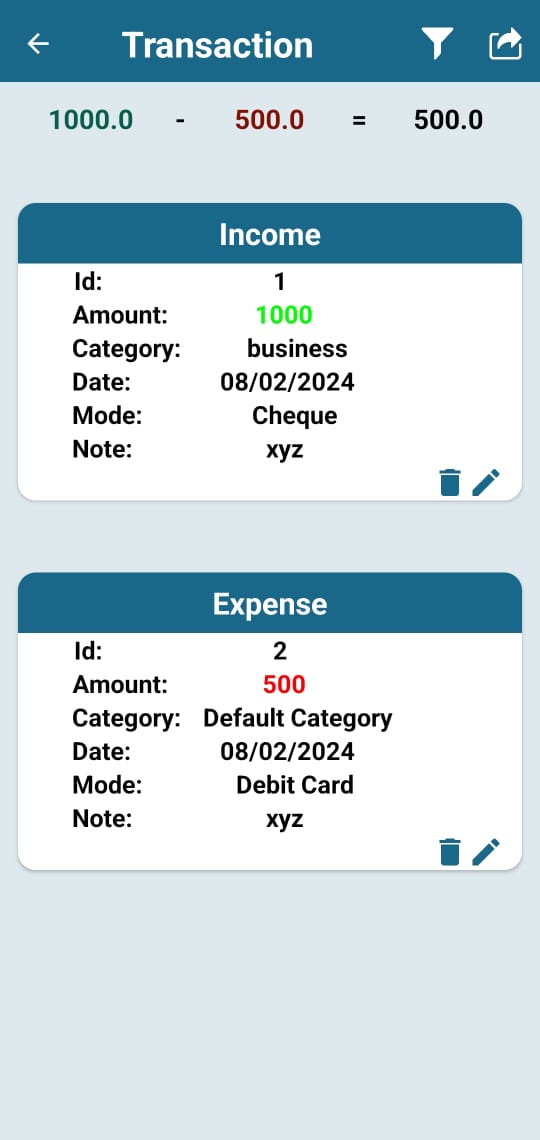 Transaction
1000.0 - 500.0 = 500.0
Income
Id: 1
Amount: 1000
Category: business
Date: 08/02/2024
Mode: Cheque
Note: xyz
Expense
Id: 2
Amount: 500
Category: Default Category
Date: 08/02/2024
Mode: Debit Card
Note: xyz